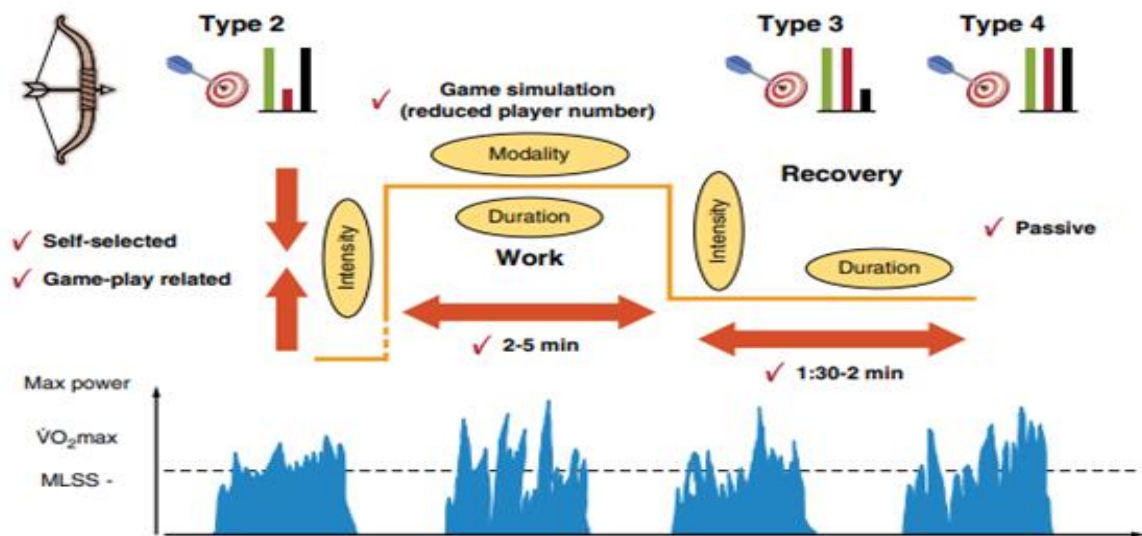 Type 2
Type 3
Type 4
Game simulation
(reduced player number)
Modality
Recovery
Duration
Intensity
Intensity
✓ Self-selected
✓ Passive
Work
Duration
✓ Game-play related
✓ 2-5 min
✓ 1:30-2 min
Max power
V̇O₂max
MLSS -